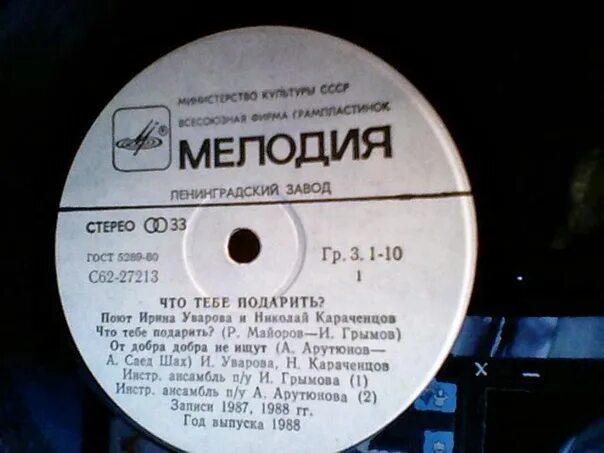 МИНИСТЕРСТВО КУЛЬТУРЫ СССР
ВСЕСОЮЗНАЯ ФИРМА ГРАМПЛАСТИНОК
® МЕЛОДИЯ
ЛЕНИНГРАДСКИЙ ЗАВОД
СТЕРЕО 33
ГОСТ 5289-80
Гр. 3. 1-10
С62-27213
1
ЧТО ТЕБЕ ПОДАРИТЬ?
Поют Ирина Уварова и Николай Караченцов
Что тебе подарить? (Р. Майоров—И. Грымов)
От добра добра не ищут (А. Арутюнов—
А. Саед Шах) И. Уварова, Н. Караченцов
Инстр. ансамбль п/у И. Грымова (1)
Инстр. ансамбль п/у А. Арутюнова (2)
Записи 1987, 1988 гг.
Год выпуска 1988